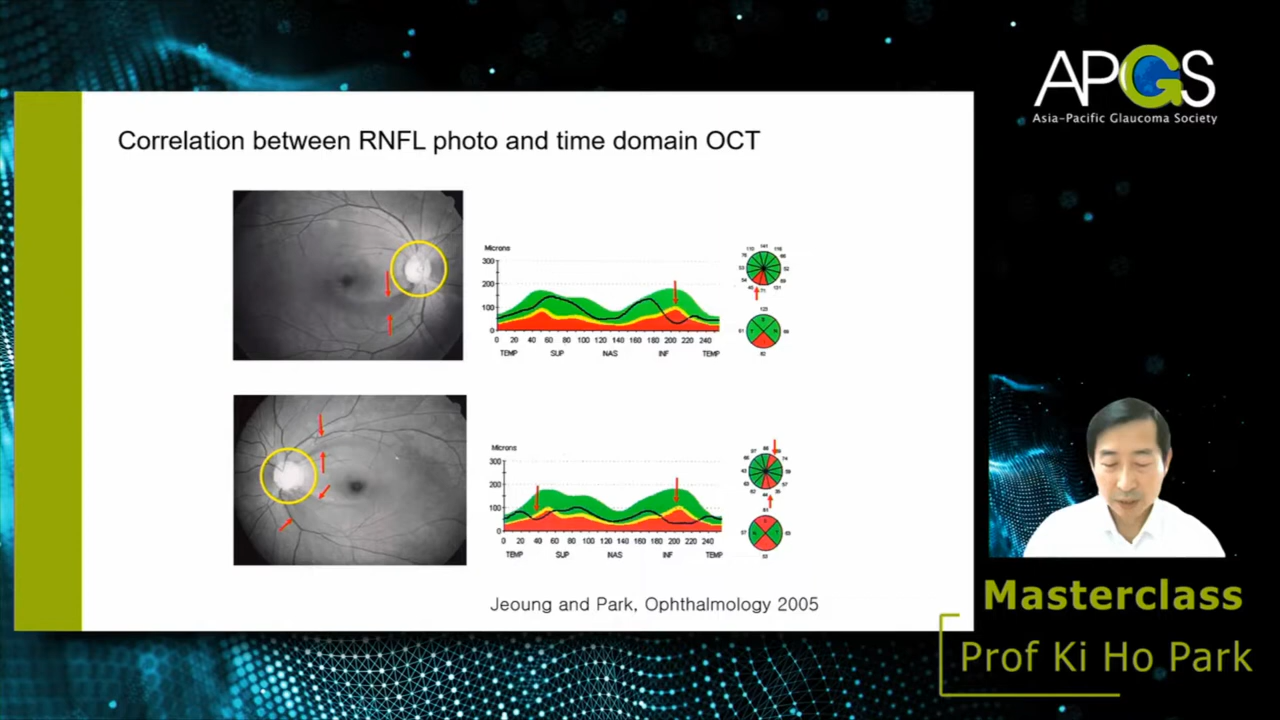 APGS
Asia-Pacific Glaucoma Society
Correlation between RNFL photo and time domain OCT
Microns
300
200
100
0
0 20 40 60 80 100 120 140 160 180 200 220 240
TEMP SUP NAS INF TEMP
Microns
300
200
100
0
0 20 40 60 80 100 120 140 160 180 200 220 240
TEMP SUP NAS INF TEMP
Jeoung and Park, Ophthalmology 2005
Masterclass
Prof Ki Ho Park